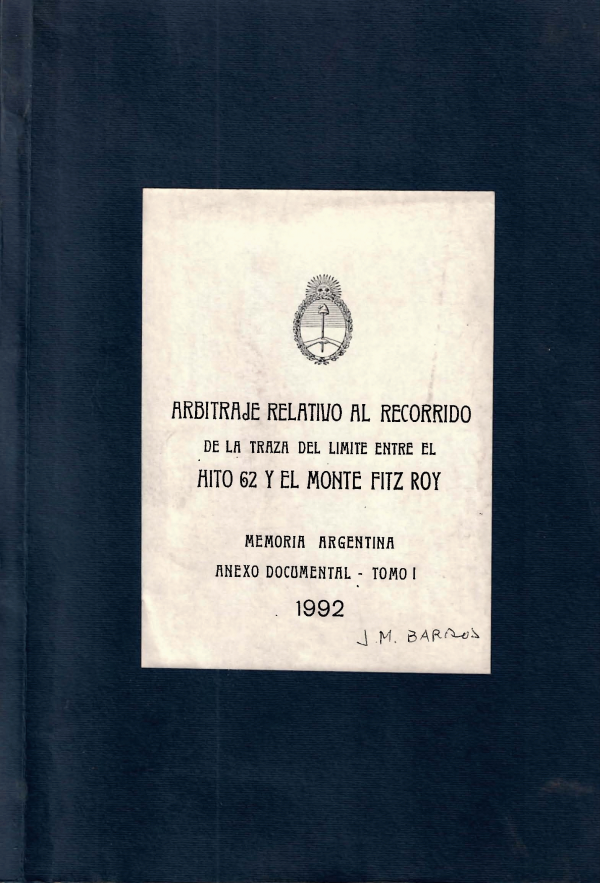 ARBITRAJE RELATIVO AL RECORRIDO
DE LA TRAZA DEL LIMITE ENTRE EL
HITO 62 Y EL MONTE FITZ ROY
MEMORIA ARGENTINA
ANEXO DOCUMENTAL - TOMO I
1992
J. M. BARROS